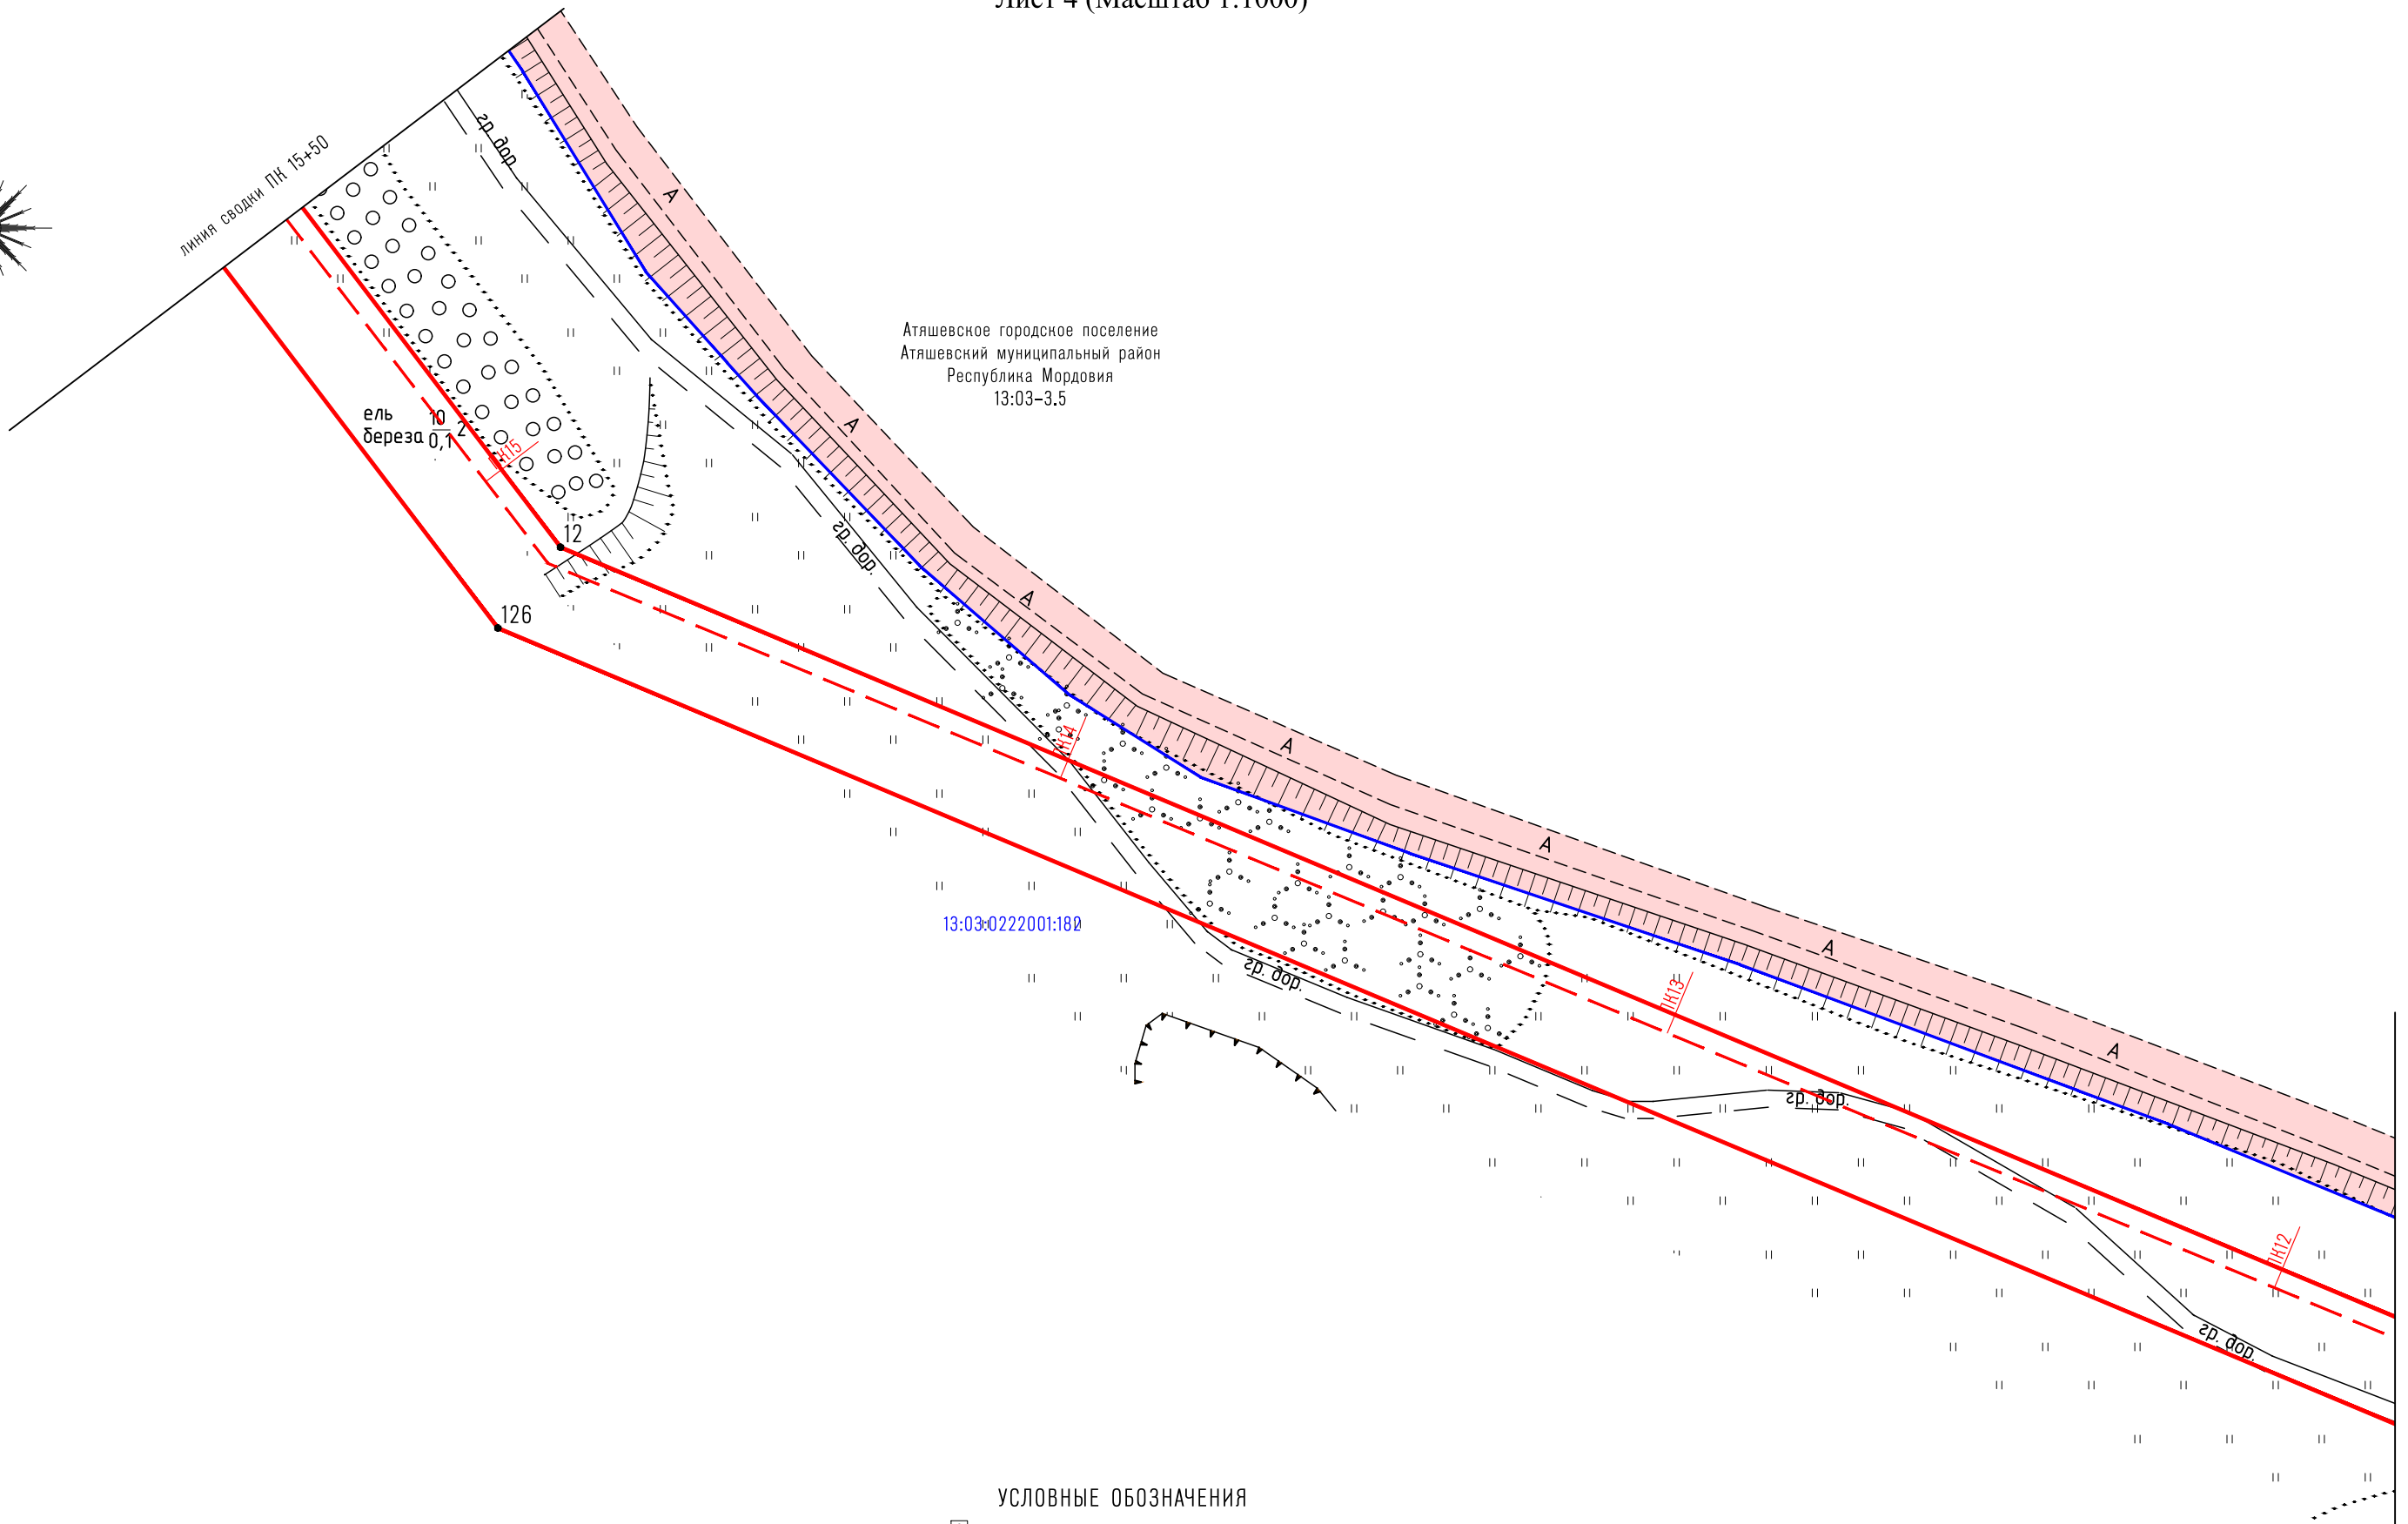 Лист 4 (Масштаб 1:1000)
линия сводки ПК 15+50
гр. дор.
А
Атяшевское городское поселение
Атяшевский муниципальный район
Республика Мордовия
13:03-3.5
А
ель
береза
10
0,1
2
ПК15
12
гр. дор.
126
А
ПК14
А
А
13:03:0222001:182
гр. дор.
А
ПК13
А
гр. дор.
ПК12
гр. дор.
УСЛОВНЫЕ ОБОЗНАЧЕНИЯ